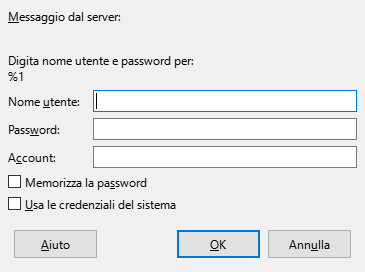 Messaggio dal server:
Digita nome utente e password per:
%1
Nome utente:
Password:
Account:
Memorizza la password
Usa le credenziali del sistema
Aiuto OK Annulla